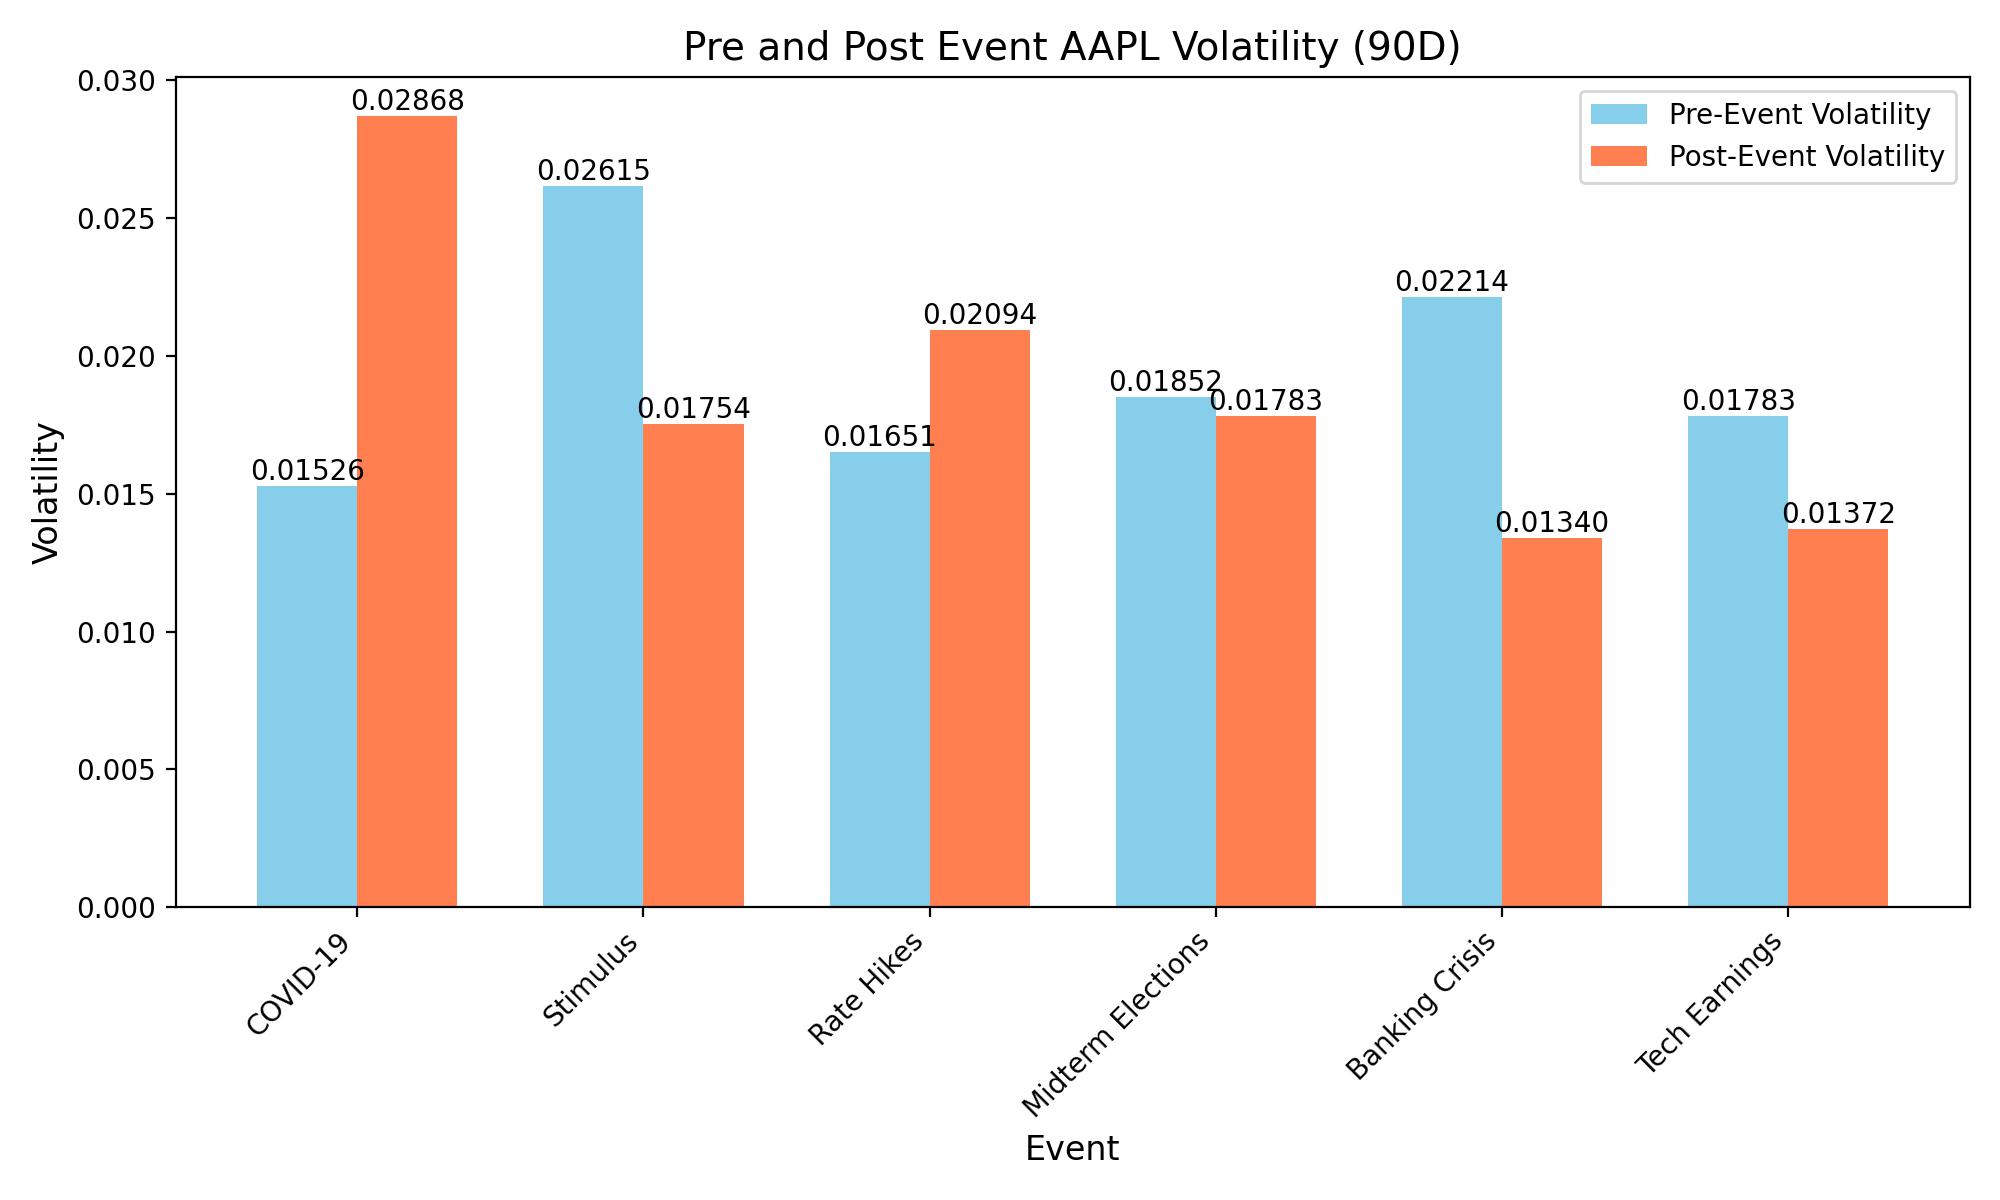 Pre and Post Event AAPL Volatility (90D)
Pre-Event Volatility
Post-Event Volatility
Volatility
0.030
0.025
0.020
0.015
0.010
0.005
0.000
0.01526
0.02868
0.02615
0.01754
0.01651
0.02094
0.01852
0.01783
0.02214
0.01340
0.01783
0.01372
COVID-19
Stimulus
Rate Hikes
Midterm Elections
Banking Crisis
Tech Earnings
Event